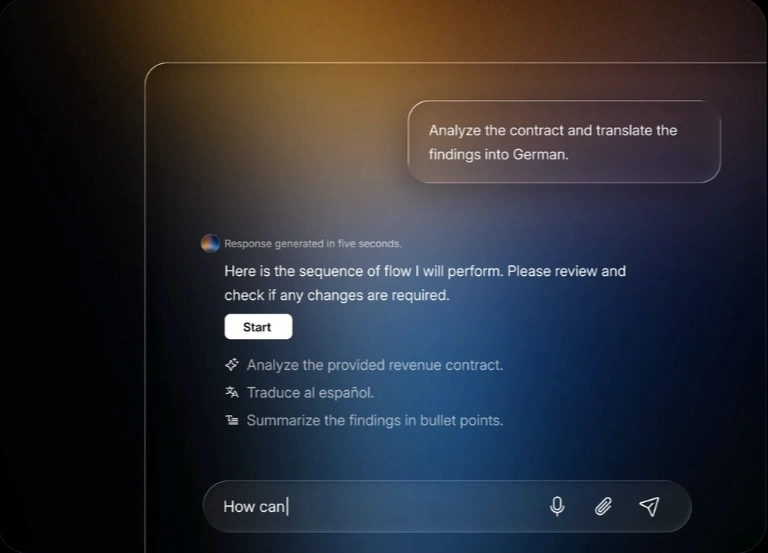 Analyze the contract and translate the
findings into German.
Response generated in five seconds.
Here is the sequence of flow I will perform. Please review and
check if any changes are required.
Start
Analyze the provided revenue contract.
Traduce al español.
Summarize the findings in bullet points.
How can